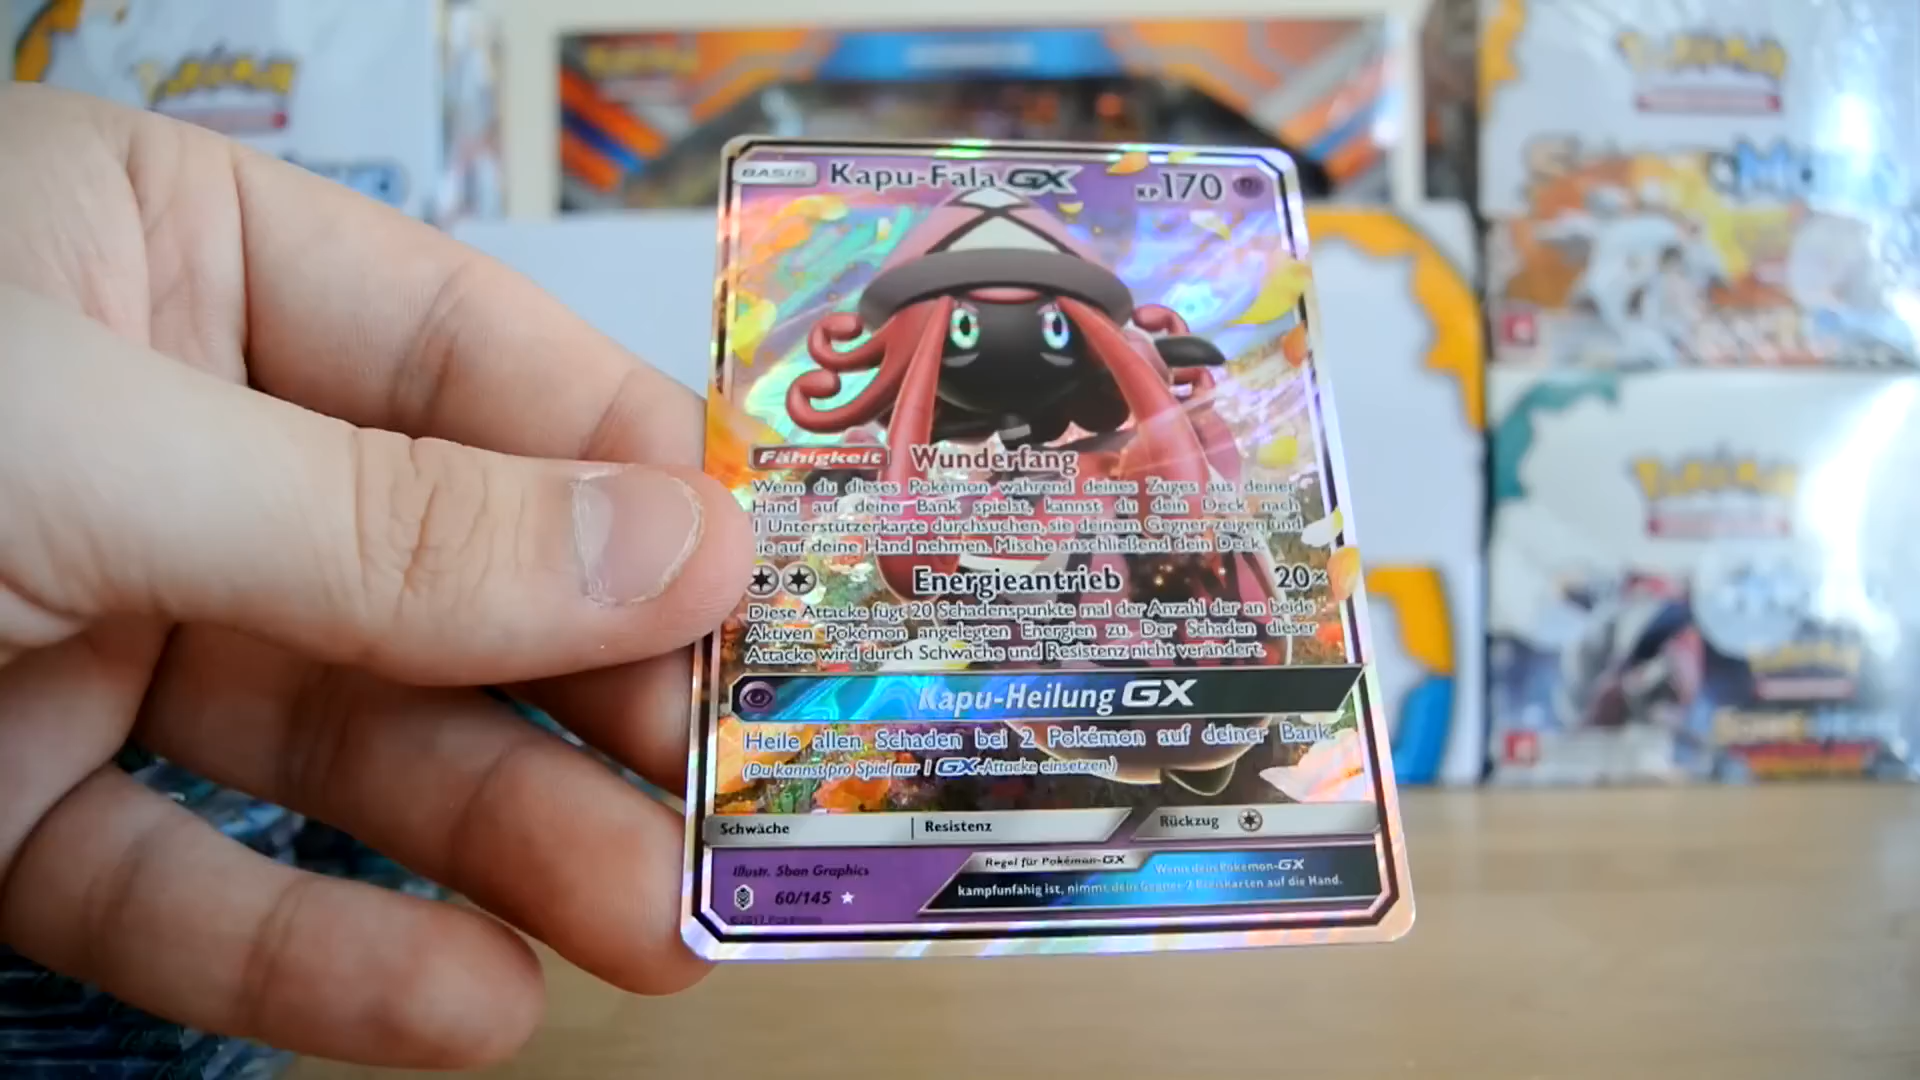 Pokémon
Pokémon
Pokémon
BASIS
Kapu-Fala GX
KP170
Fähigkeit Wunderfang
Wenn du dieses Pokémon während deines Zuges aus deiner
Hand auf deine Bank spielst, kannst du dein Deck nach
1 Unterstützerkarte durchsuchen, sie deinem Gegner zeigen und
sie auf deine Hand nehmen. Mische anschließend dein Deck.
Energieantrieb 20×
Diese Attacke fügt 20 Schadenspunkte mal der Anzahl der an beide
Aktiven Pokémon angelegten Energien zu. Der Schaden dieser
Attacke wird durch Schwäche und Resistenz nicht verändert.
Kapu-Heilung GX
Heile allen Schaden bei 2 Pokémon auf deiner Bank.
(Du kannst pro Spiel nur 1 GX-Attacke einsetzen.)
Schwäche
Resistenz
Rückzug
Illustr. 5ban Graphics
60/145
©2017 Pokémon
Regel für Pokémon-GX
Wenn dein Pokémon-GX
kampfunfähig ist, nimmt dein Gegner 2 Preiskarten auf die Hand.
Pokémon